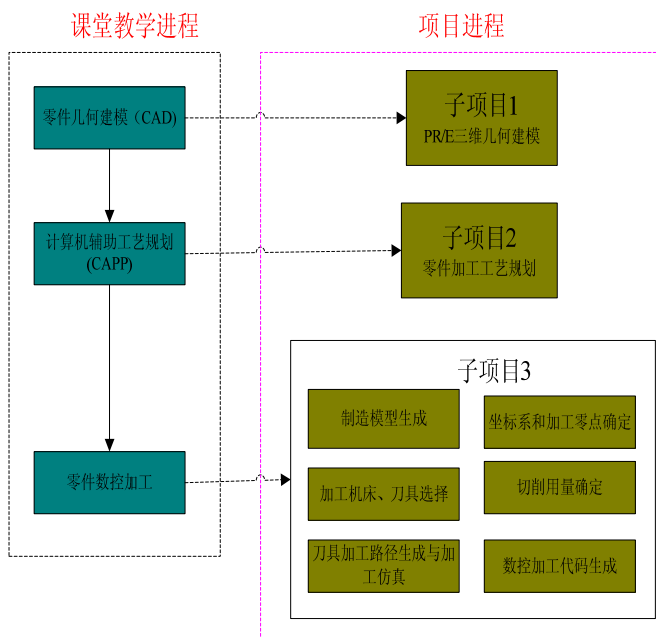 课堂教学进程
项目进程
零件几何建模（CAD)
子项目1
PR/E三维几何建模
计算机辅助工艺规划
(CAPP)
子项目2
零件加工工艺规划
零件数控加工
子项目3
制造模型生成
坐标系和加工零点确定
加工机床、刀具选择
切削用量确定
刀具加工路径生成与加
工仿真
数控加工代码生成